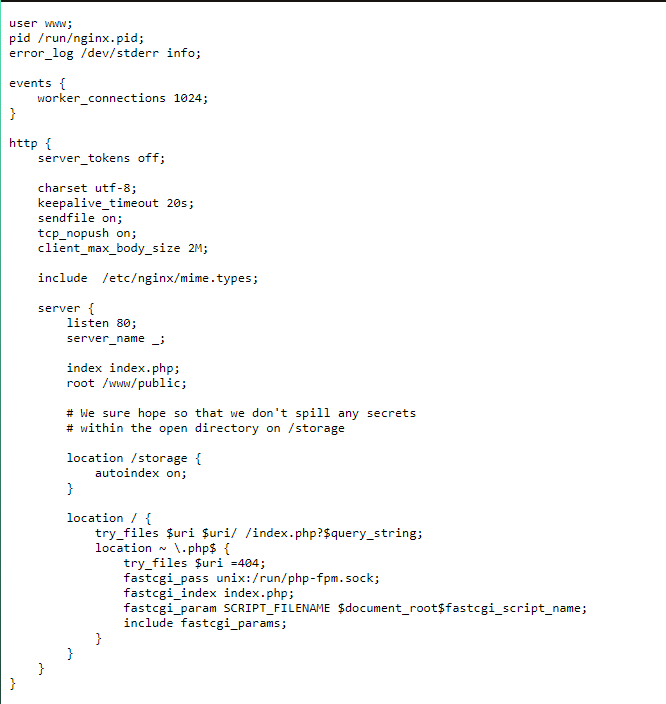 user www;
pid /run/nginx.pid;
error_log /dev/stderr info;

events {
    worker_connections 1024;
}

http {
    server_tokens off;

    charset utf-8;
    keepalive_timeout 20s;
    sendfile on;
    tcp_nopush on;
    client_max_body_size 2M;

    include  /etc/nginx/mime.types;

    server {
        listen 80;
        server_name _;

        index index.php;
        root /www/public;

        # We sure hope so that we don't spill any secrets
        # within the open directory on /storage

        location /storage {
            autoindex on;
        }

        location / {
            try_files $uri $uri/ /index.php?$query_string;
            location ~ \.php$ {
                try_files $uri =404;
                fastcgi_pass unix:/run/php-fpm.sock;
                fastcgi_index index.php;
                fastcgi_param SCRIPT_FILENAME $document_root$fastcgi_script_name;
                include fastcgi_params;
            }
        }
    }
}